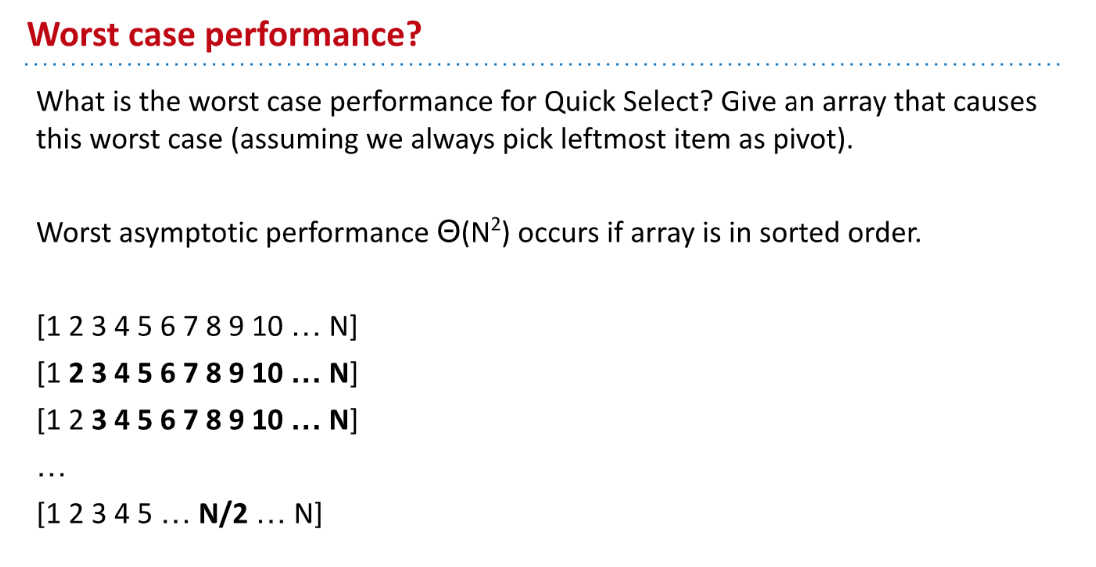 Worst case performance?
What is the worst case performance for Quick Select? Give an array that causes
this worst case (assuming we always pick leftmost item as pivot).
Worst asymptotic performance Θ(N²) occurs if array is in sorted order.
[1 2 3 4 5 6 7 8 9 10 … N]
[1 2 3 4 5 6 7 8 9 10 … N]
[1 2 3 4 5 6 7 8 9 10 … N]
…
[1 2 3 4 5 … N/2 … N]